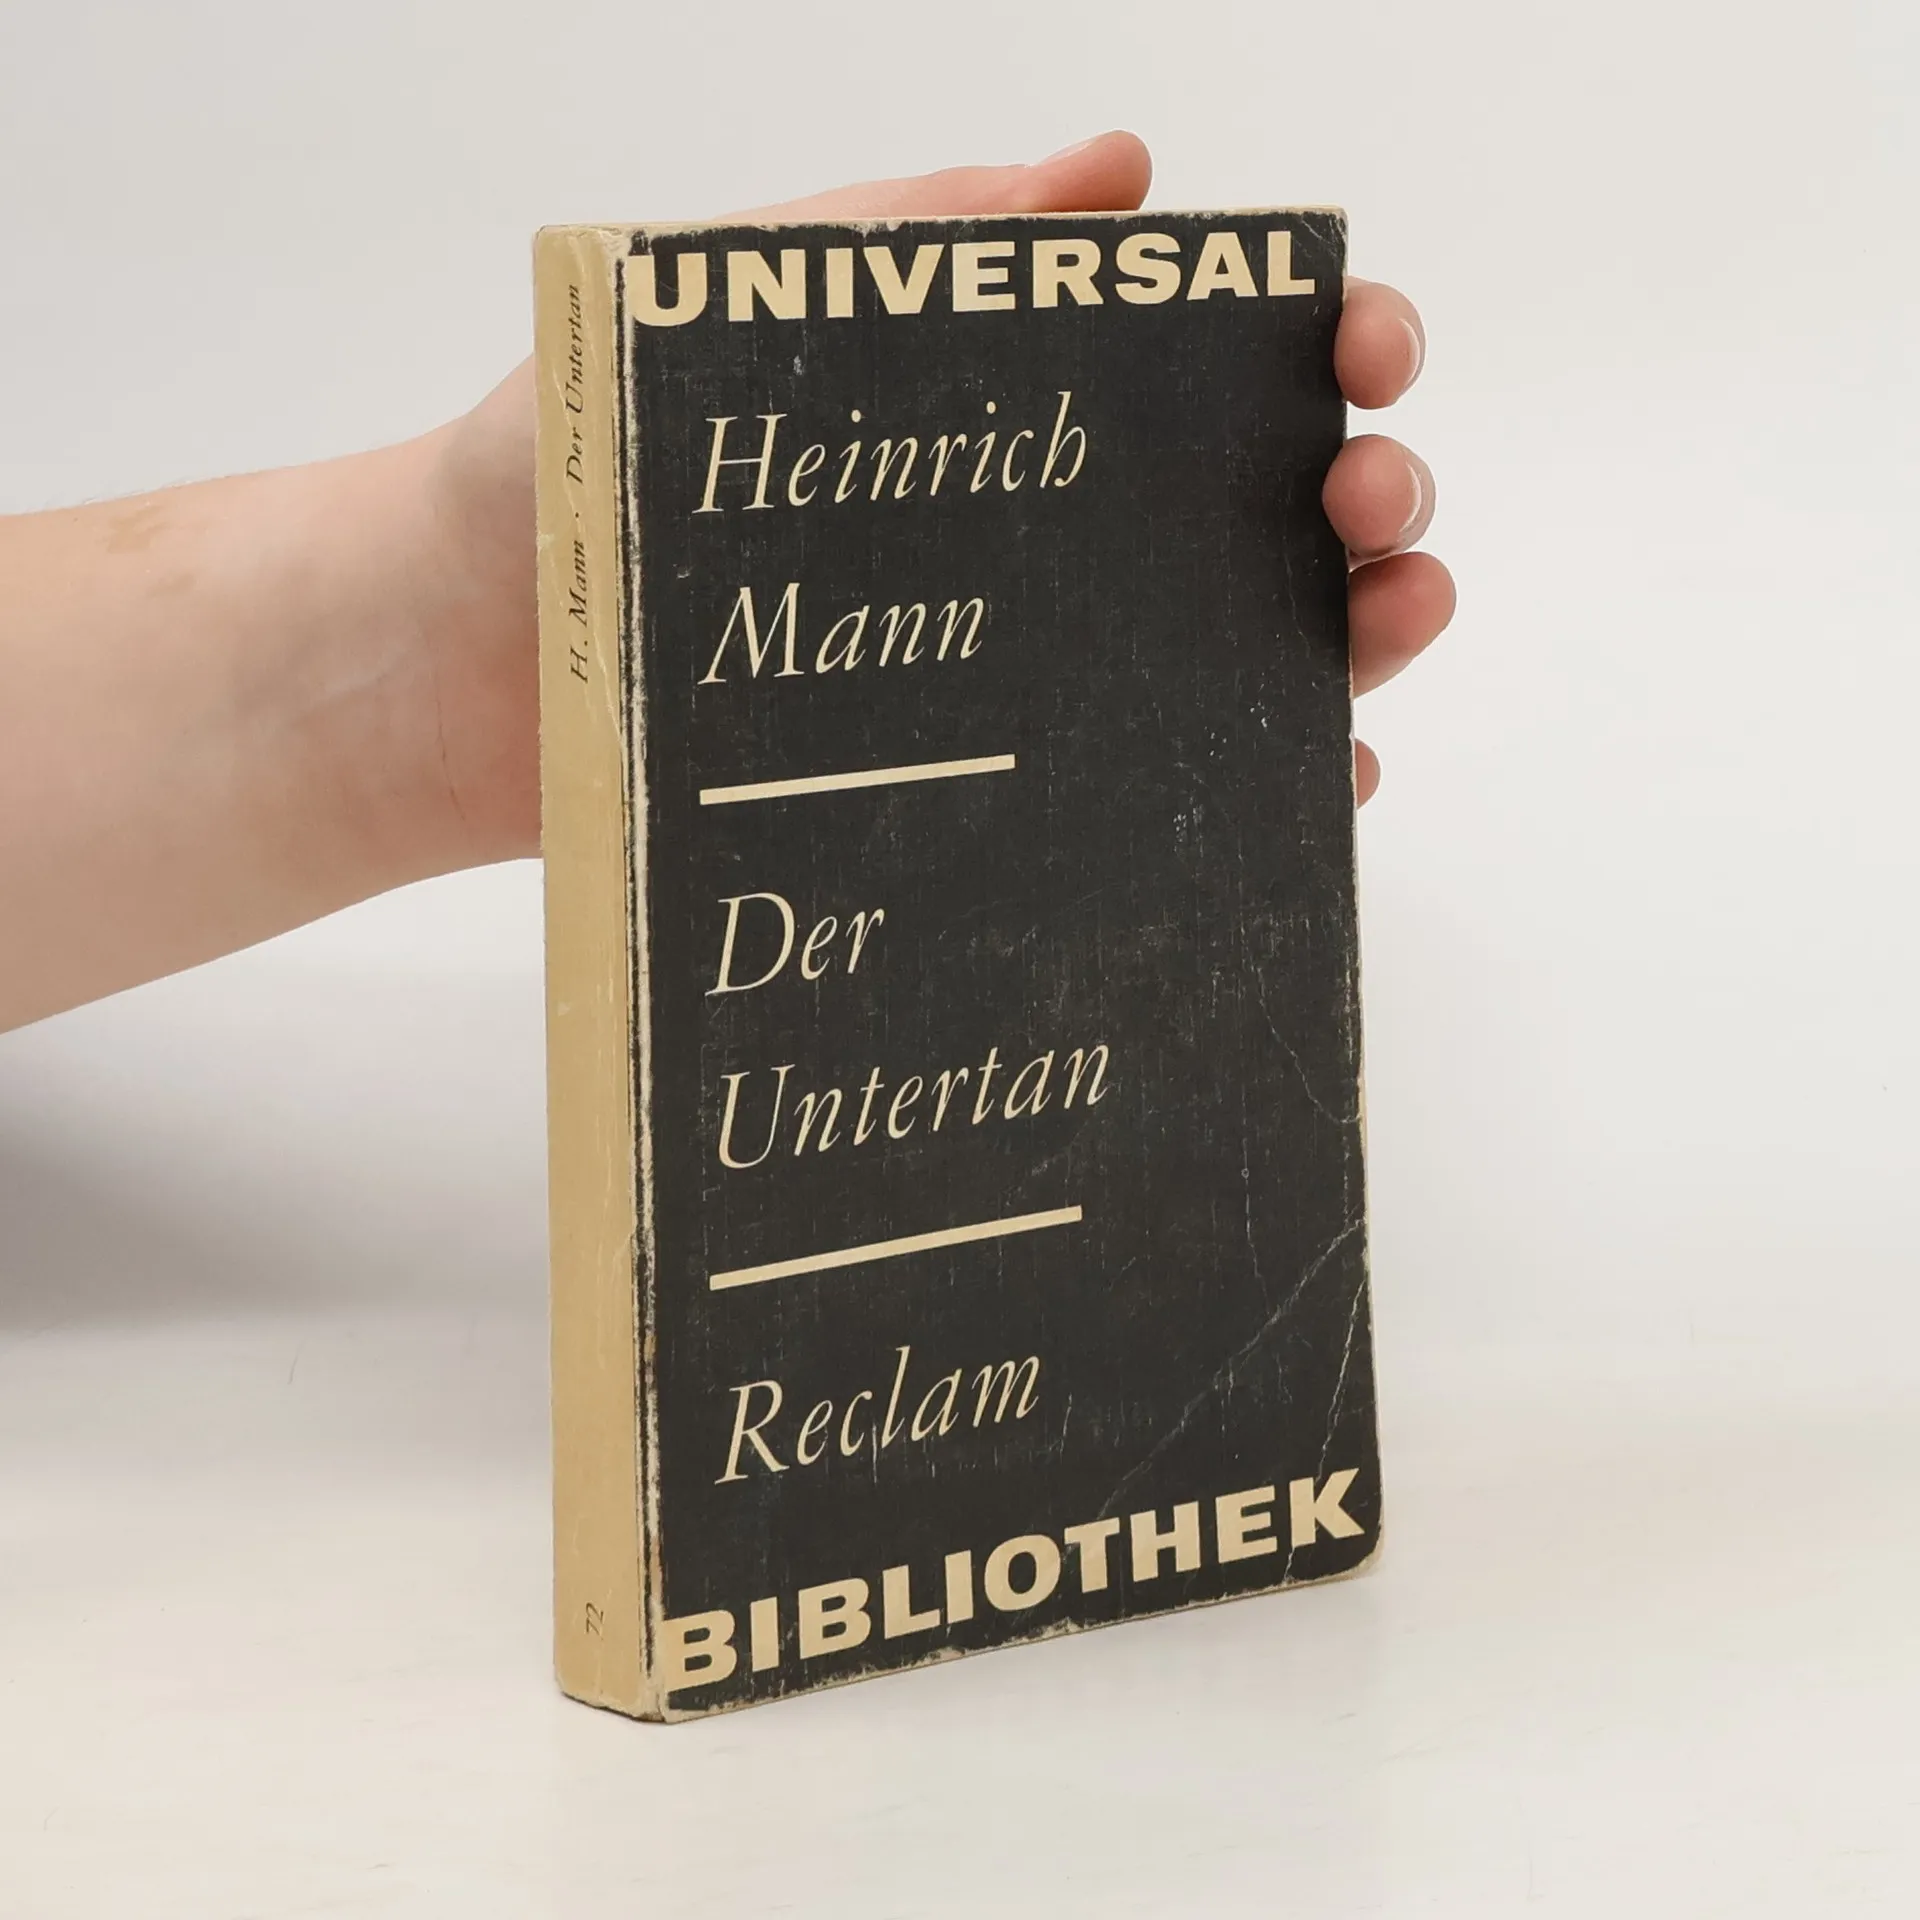 UNIVERSAL
Heinrich
Mann
Der
Untertan
Reclam
BIBLIOTHEK
H. Mann · Der Untertan
72